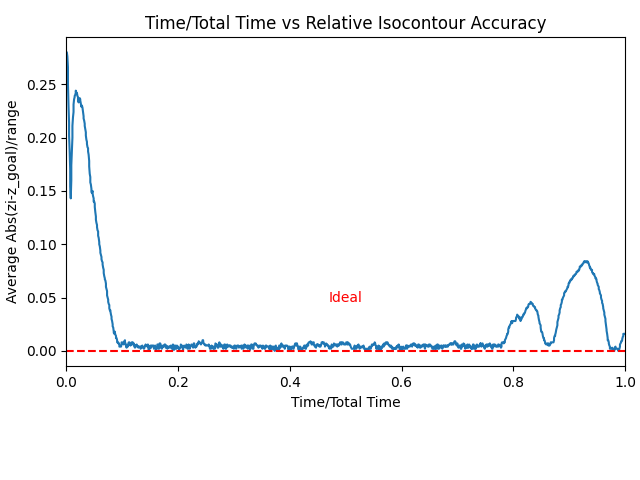 Time/Total Time vs Relative Isocontour Accuracy
Average Abs(zi-z_goal)/range
0.25
0.20
0.15
0.10
0.05
0.00
Ideal
0.0 0.2 0.4 0.6 0.8 1.0
Time/Total Time